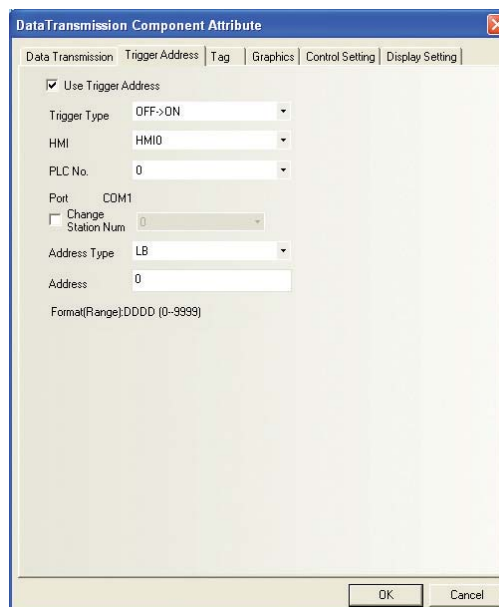 DataTransmission Component Attribute
Data Transmission Trigger Address Tag Graphics Control Setting Display Setting
Use Trigger Address
Trigger Type OFF->ON
HMI HMI0
PLC No. 0
Port COM1
Change
Station Num 0
Address Type LB
Address 0
Format(Range):DDDD (0--9999)
OK Cancel